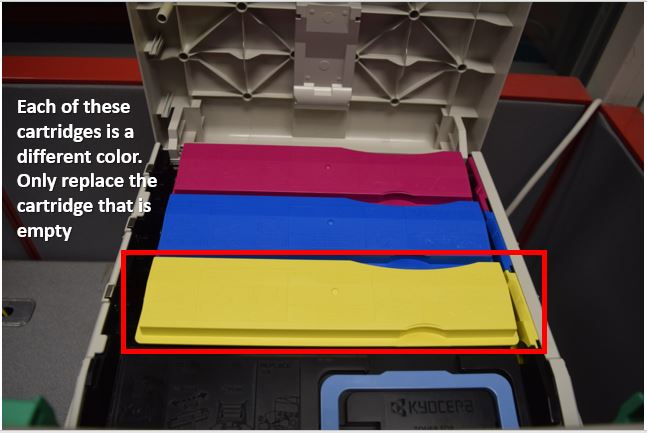 Each of these
cartridges is a
different color.
Only replace the
cartridge that is
empty
KYOCERA